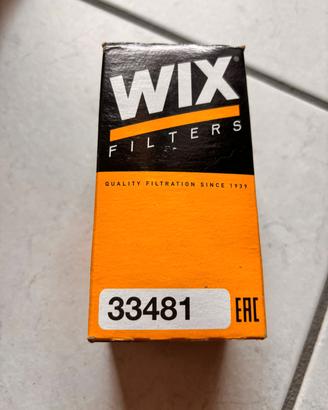 WIX®
FILTERS
QUALITY FILTRATION SINCE 1939
33481 EAC